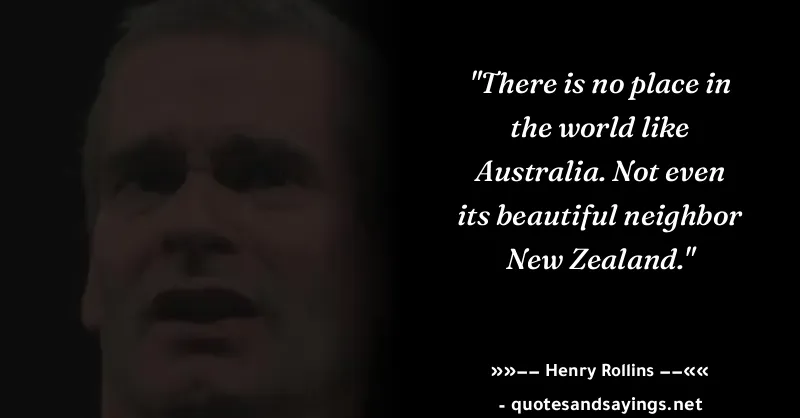 "There is no place in
the world like
Australia. Not even
its beautiful neighbor
New Zealand."
»»−− Henry Rollins −−««
- quotesandsayings.net